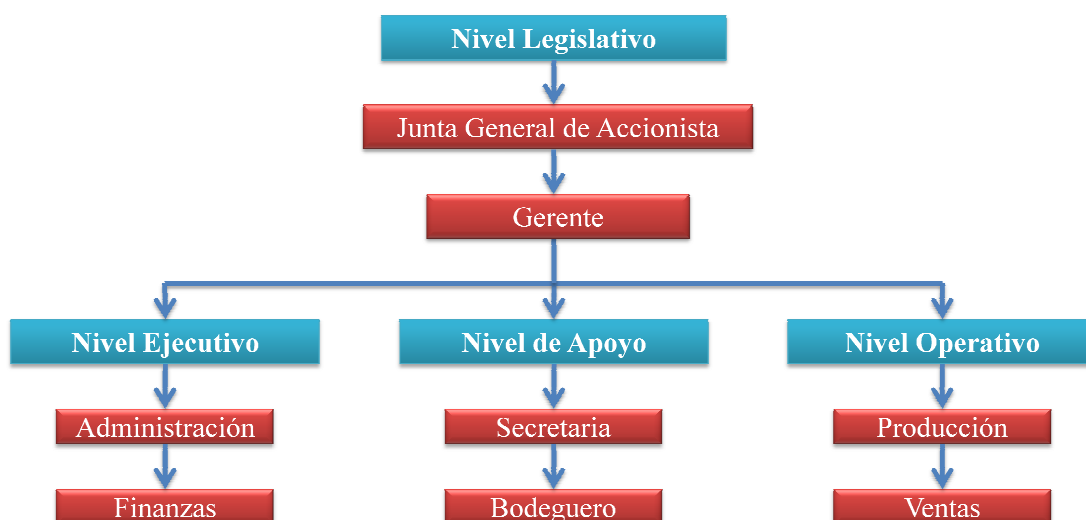 Nivel Legislativo
Junta General de Accionista
Gerente
Nivel Ejecutivo
Nivel de Apoyo
Nivel Operativo
Administración
Secretaria
Producción
Finanzas
Bodeguero
Ventas